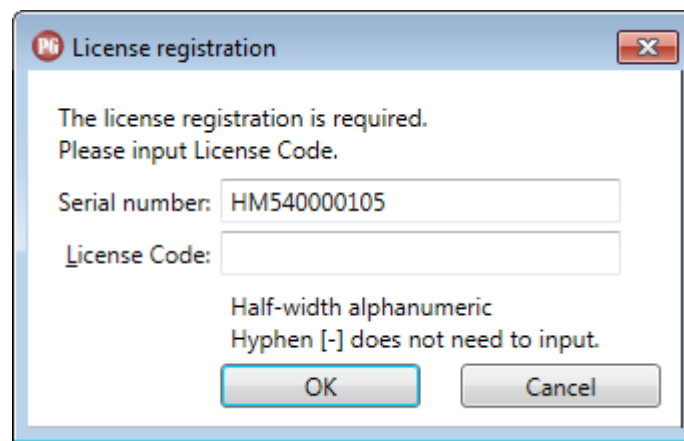 PG License registration
The license registration is required.
Please input License Code.
Serial number: HM540000105
License Code:
Half-width alphanumeric
Hyphen [-] does not need to input.
OK Cancel